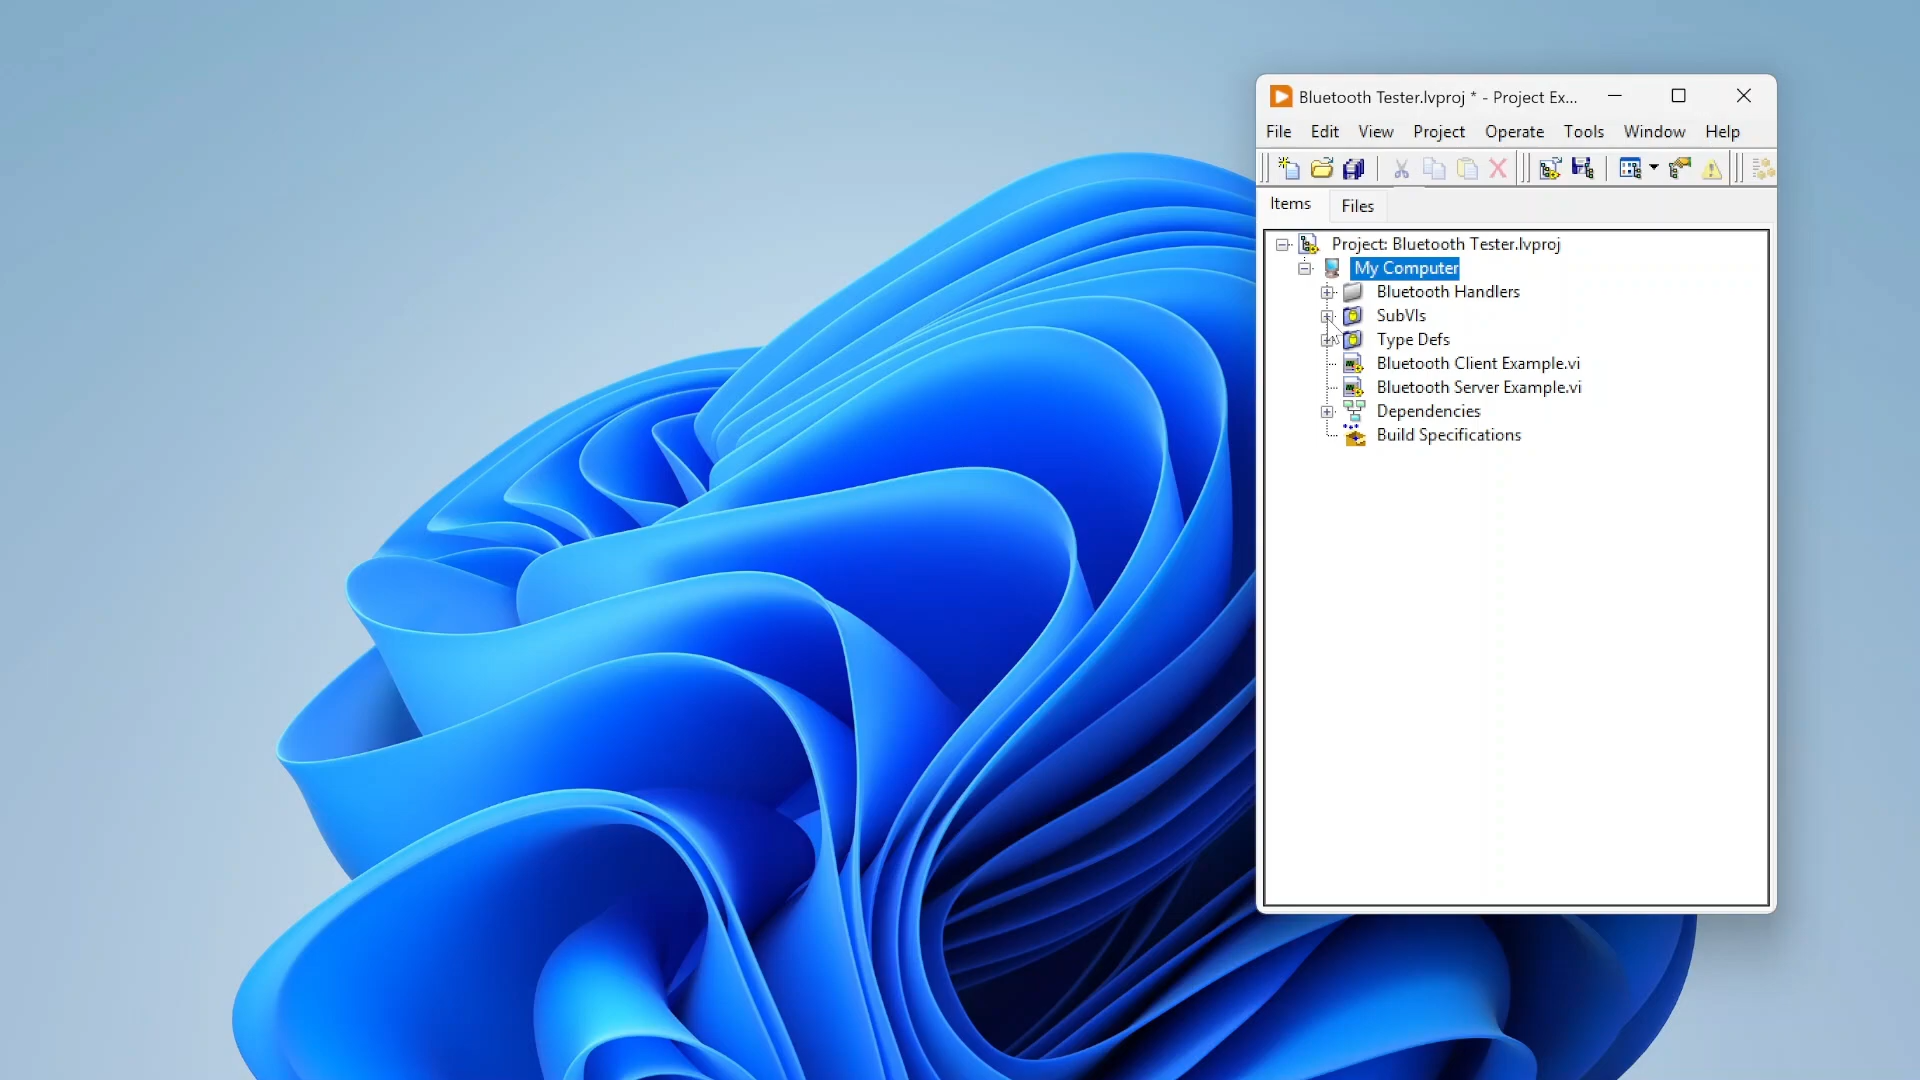 Bluetooth Tester.lvproj * - Project Ex...
File Edit View Project Operate Tools Window Help
Items Files
Project: Bluetooth Tester.lvproj
My Computer
Bluetooth Handlers
SubVIs
Type Defs
Bluetooth Client Example.vi
Bluetooth Server Example.vi
Dependencies
Build Specifications